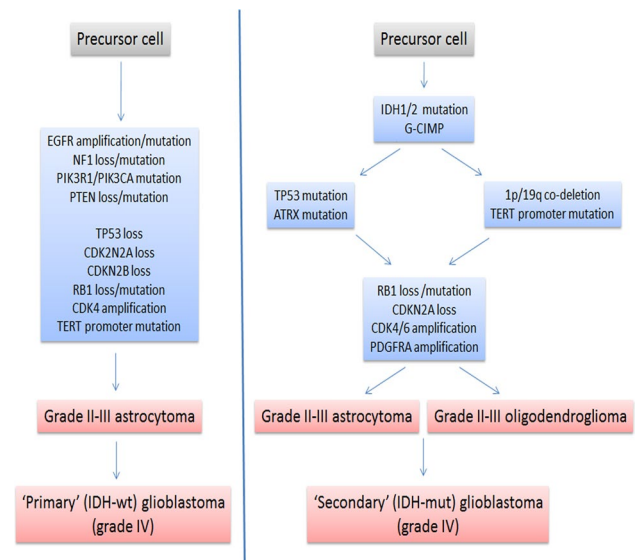 Precursor cell
EGFR amplification/mutation
NF1 loss/mutation
PIK3R1/PIK3CA mutation
PTEN loss/mutation
TP53 loss
CDK2N2A loss
CDKN2B loss
RB1 loss/mutation
CDK4 amplification
TERT promoter mutation
Grade II-III astrocytoma
'Primary' (IDH-wt) glioblastoma
(grade IV)
Precursor cell
IDH1/2 mutation
G-CIMP
TP53 mutation
ATRX mutation
1p/19q co-deletion
TERT promoter mutation
RB1 loss/mutation
CDKN2A loss
CDK4/6 amplification
PDGFRA amplification
Grade II-III astrocytoma
Grade II-III oligodendroglioma
'Secondary' (IDH-mut) glioblastoma
(grade IV)